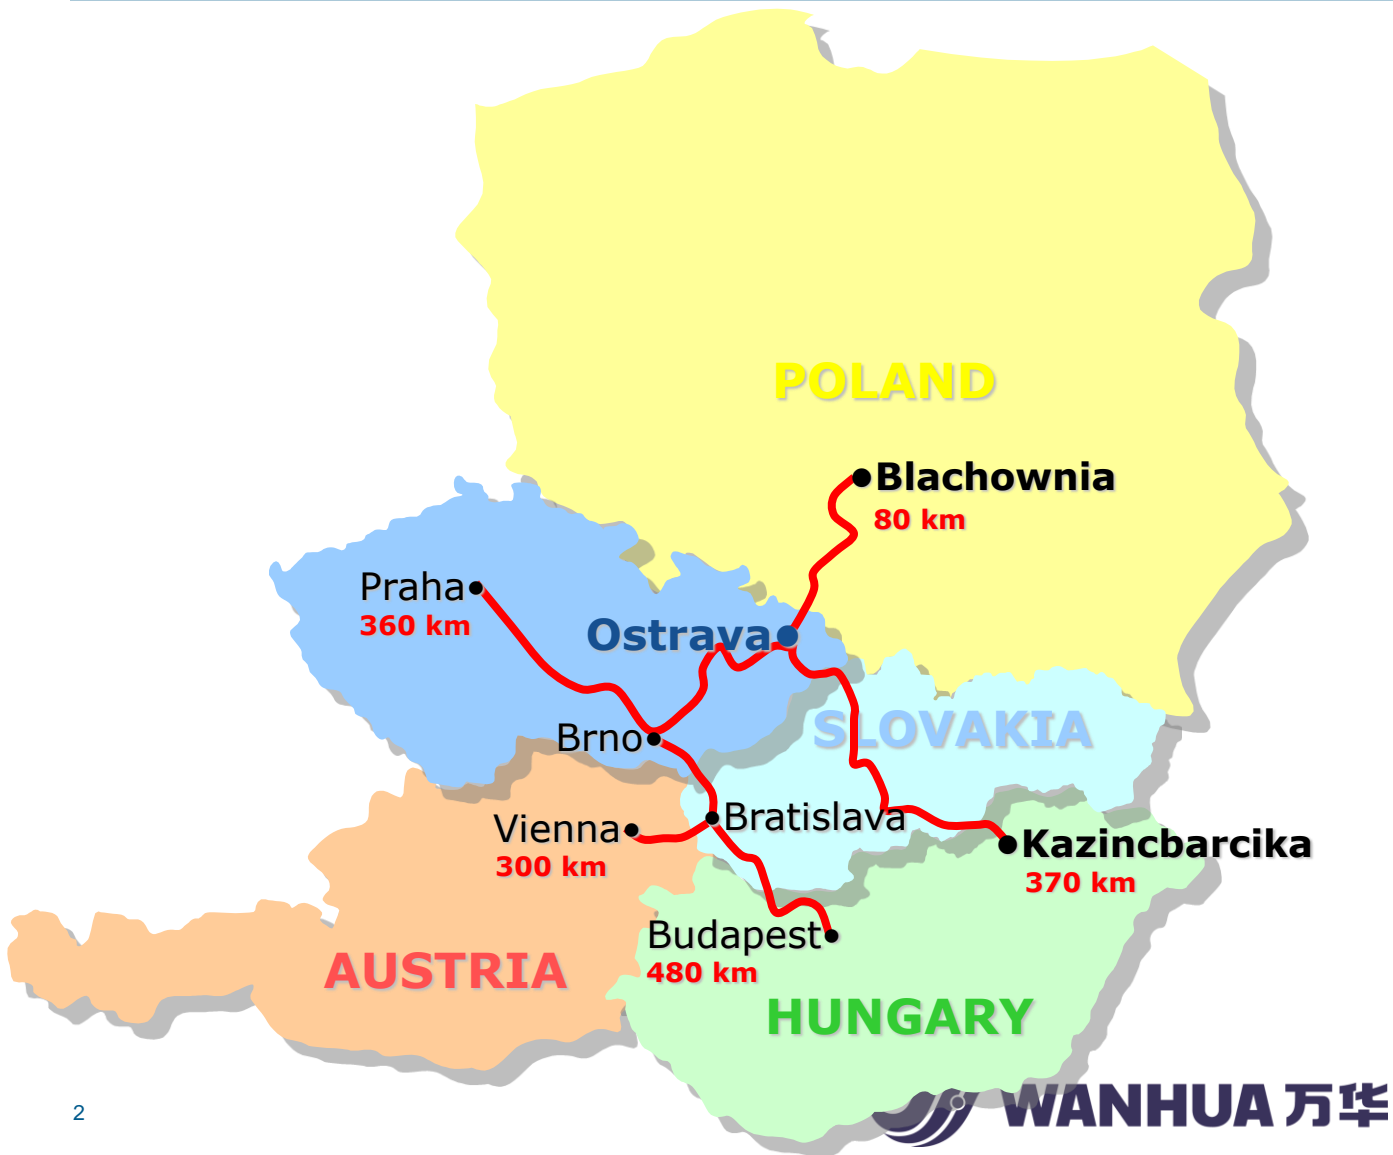 POLAND
Blachownia
80 km
Praha
360 km
Ostrava
SLOVAKIA
Brno
Bratislava
Vienna
300 km
Kazincbarcika
370 km
Budapest
480 km
AUSTRIA
HUNGARY
2
WANHUA 万华